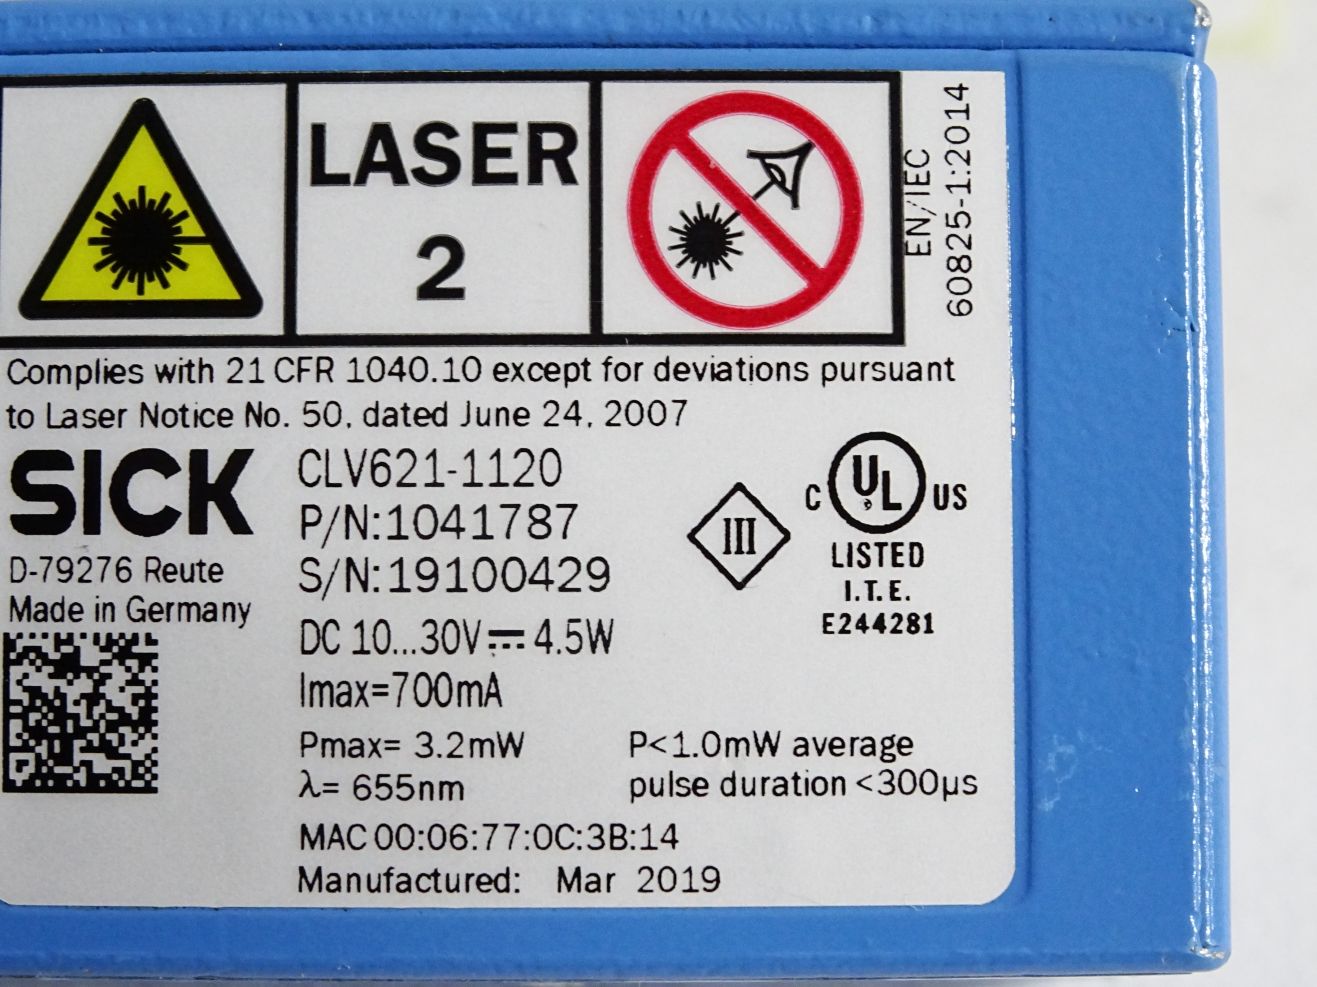 LASER
2
EN/IEC
60825-1:2014
Complies with 21 CFR 1040.10 except for deviations pursuant
to Laser Notice No. 50, dated June 24, 2007
SICK
D-79276 Reute
Made in Germany
CLV621-1120
P/N:1041787
S/N:19100429
DC 10...30V⎓4.5W
Imax=700mA
III
C UL US
LISTED
I.T.E.
E244281
Pmax= 3.2mW
λ= 655nm
P<1.0mW average
pulse duration <300µs
MAC 00:06:77:0C:3B:14
Manufactured: Mar 2019